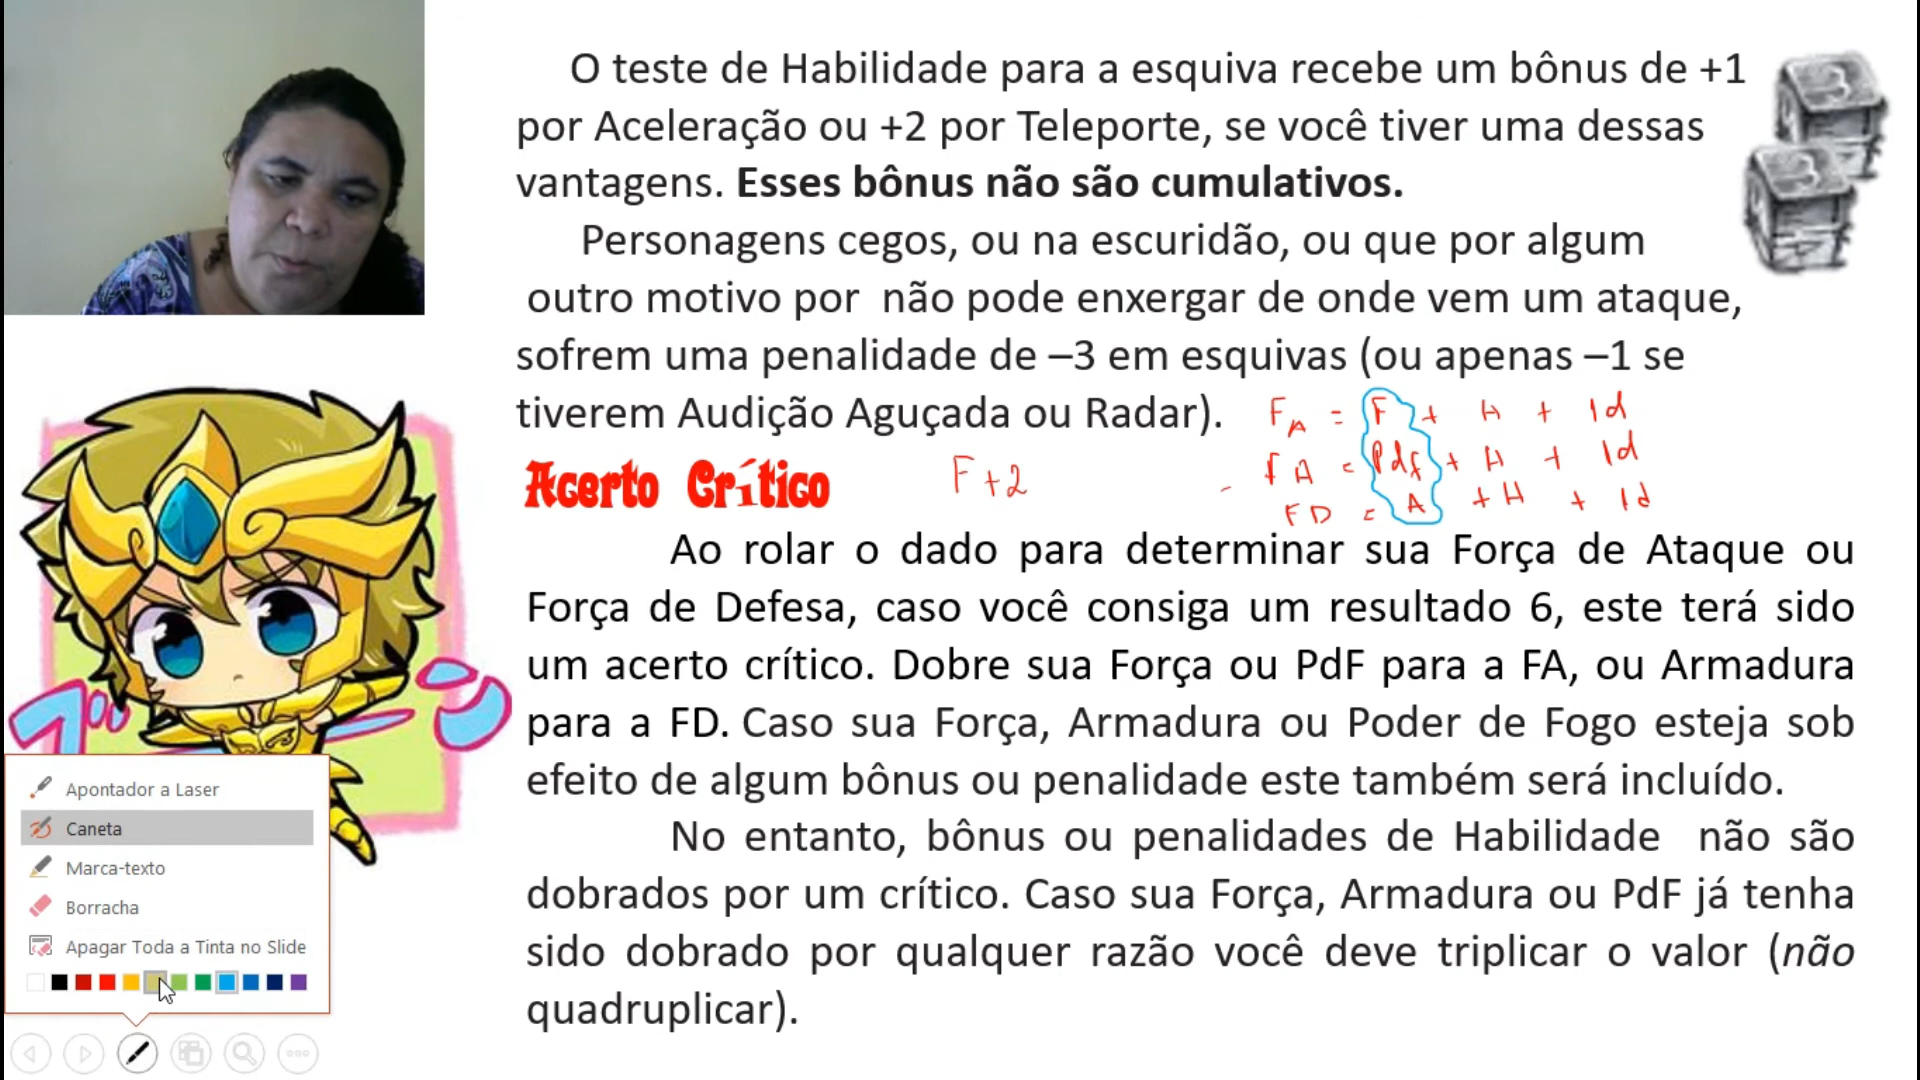 O teste de Habilidade para a esquiva recebe um bônus de +1
por Aceleração ou +2 por Teleporte, se você tiver uma dessas
vantagens. Esses bônus não são cumulativos.
Personagens cegos, ou na escuridão, ou que por algum
outro motivo por não pode enxergar de onde vem um ataque,
sofrem uma penalidade de –3 em esquivas (ou apenas –1 se
tiverem Audição Aguçada ou Radar).
FA = F + H + 1d
FA = Pdf + H + 1d
FD = A + H + 1d
Acerto Crítico
F+2
Ao rolar o dado para determinar sua Força de Ataque ou
Força de Defesa, caso você consiga um resultado 6, este terá sido
um acerto crítico. Dobre sua Força ou PdF para a FA, ou Armadura
para a FD. Caso sua Força, Armadura ou Poder de Fogo esteja sob
efeito de algum bônus ou penalidade este também será incluído.
No entanto, bônus ou penalidades de Habilidade não são
dobrados por um crítico. Caso sua Força, Armadura ou PdF já tenha
sido dobrado por qualquer razão você deve triplicar o valor (não
quadruplicar).
Apontador a Laser
Caneta
Marca-texto
Borracha
Apagar Toda a Tinta no Slide